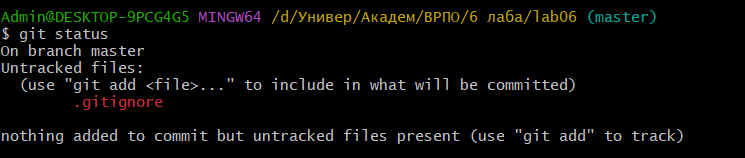 Admin@DESKTOP-9PCG4G5 MINGW64 /d/Универ/Академ/ВРПО/6 лаба/lab06 (master)
$ git status
On branch master
Untracked files:
  (use "git add <file>..." to include in what will be committed)
        .gitignore

nothing added to commit but untracked files present (use "git add" to track)